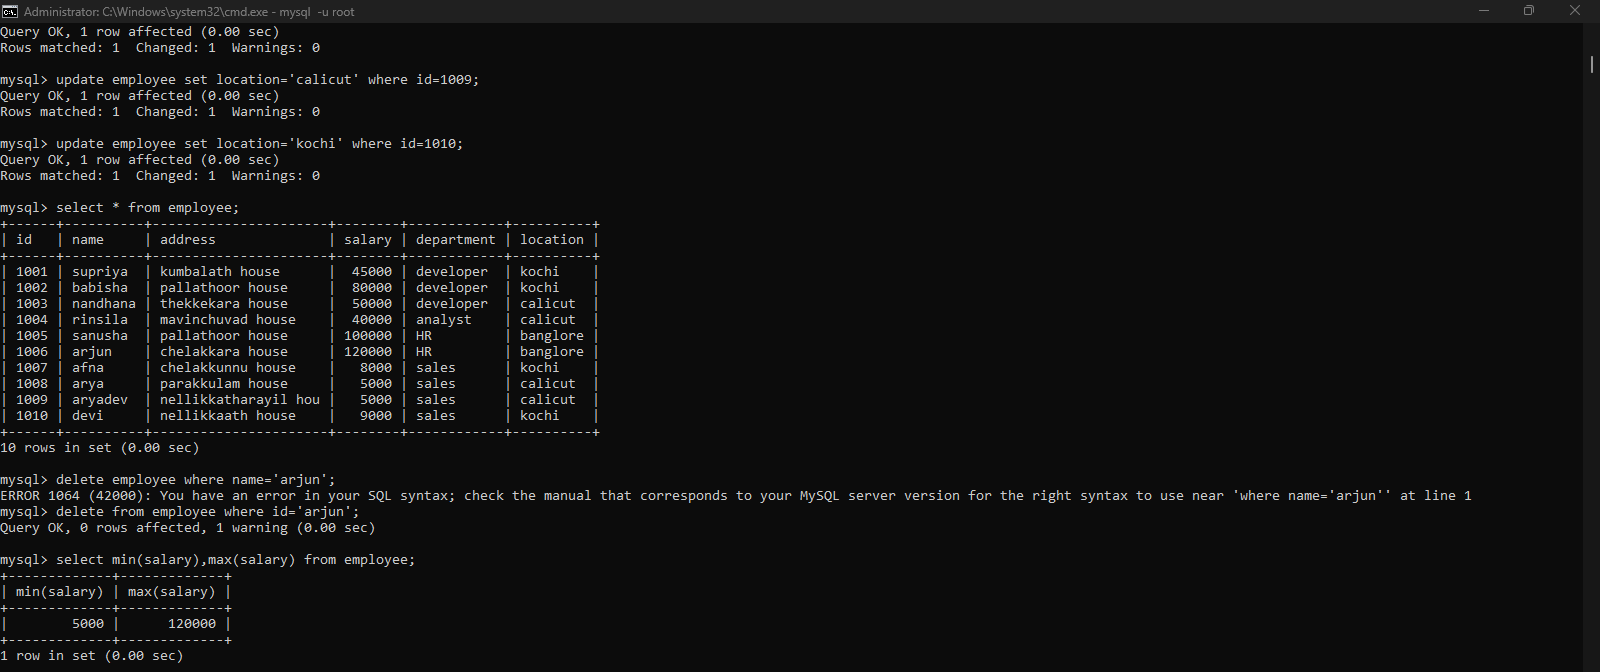 Administrator: C:\Windows\system32\cmd.exe - mysql  -u root
Query OK, 1 row affected (0.00 sec)
Rows matched: 1  Changed: 1  Warnings: 0
mysql> update employee set location='calicut' where id=1009;
Query OK, 1 row affected (0.00 sec)
Rows matched: 1  Changed: 1  Warnings: 0
mysql> update employee set location='kochi' where id=1010;
Query OK, 1 row affected (0.00 sec)
Rows matched: 1  Changed: 1  Warnings: 0
mysql> select * from employee;
+------+----------+----------------------+--------+------------+----------+
| id   | name     | address              | salary | department | location |
+------+----------+----------------------+--------+------------+----------+
| 1001 | supriya  | kumbalath house      |  45000 | developer  | kochi    |
| 1002 | babisha  | pallathoor house     |  80000 | developer  | kochi    |
| 1003 | nandhana | thekkekara house     |  50000 | developer  | calicut  |
| 1004 | rinsila  | mavinchuvad house    |  40000 | analyst    | calicut  |
| 1005 | sanusha  | pallathoor house     | 100000 | HR         | banglore |
| 1006 | arjun    | chelakkara house     | 120000 | HR         | banglore |
| 1007 | afna     | chelakkunnu house    |   8000 | sales      | kochi    |
| 1008 | arya     | parakkulam house     |   5000 | sales      | calicut  |
| 1009 | aryadev  | nellikkatharayil hou |   5000 | sales      | calicut  |
| 1010 | devi     | nellikkaath house    |   9000 | sales      | kochi    |
+------+----------+----------------------+--------+------------+----------+
10 rows in set (0.00 sec)
mysql> delete employee where name='arjun';
ERROR 1064 (42000): You have an error in your SQL syntax; check the manual that corresponds to your MySQL server version for the right syntax to use near 'where name='arjun'' at line 1
mysql> delete from employee where id='arjun';
Query OK, 0 rows affected, 1 warning (0.00 sec)
mysql> select min(salary),max(salary) from employee;
+-------------+-------------+
| min(salary) | max(salary) |
+-------------+-------------+
|        5000 |      120000 |
+-------------+-------------+
1 row in set (0.00 sec)